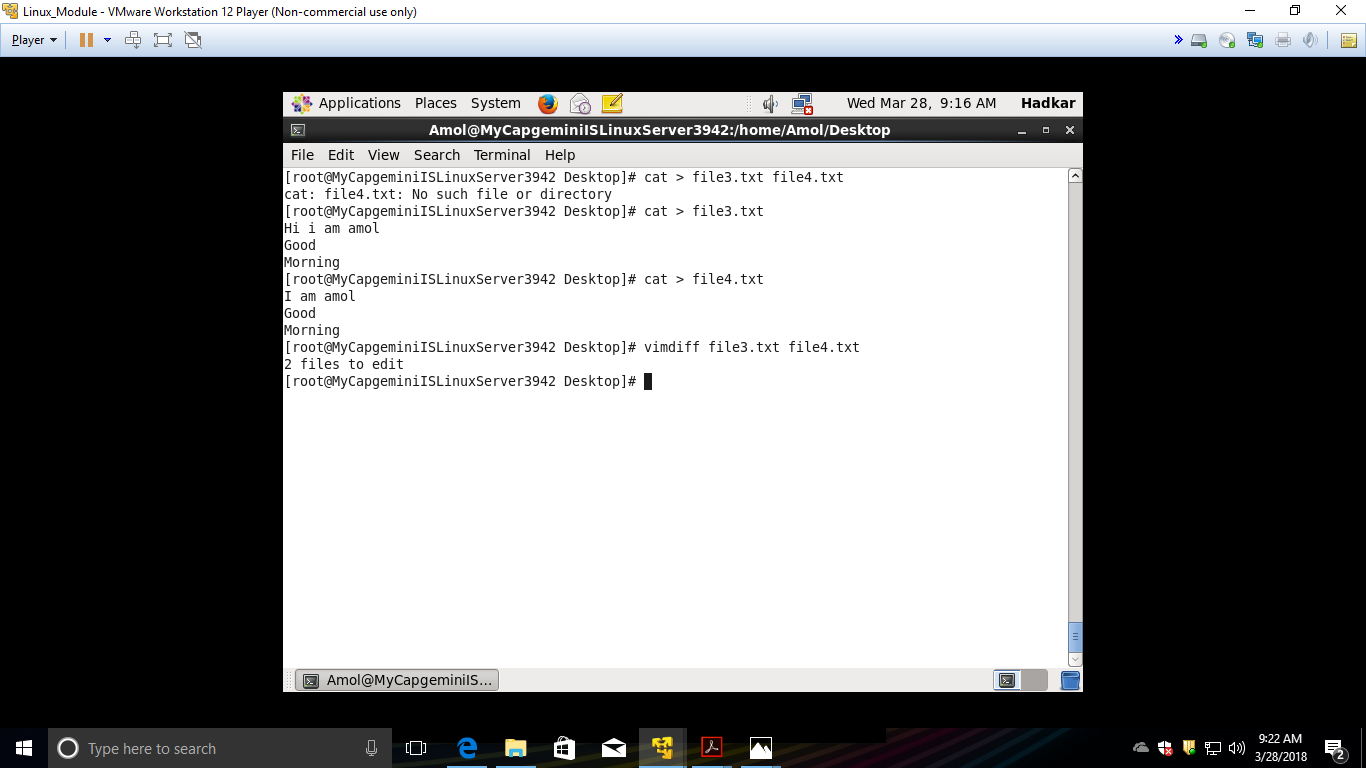 Linux_Module - VMware Workstation 12 Player (Non-commercial use only)
Player
Applications Places System Wed Mar 28, 9:16 AM Hadkar
Amol@MyCapgeminiISLinuxServer3942:/home/Amol/Desktop
File Edit View Search Terminal Help
[root@MyCapgeminiISLinuxServer3942 Desktop]# cat > file3.txt file4.txt
cat: file4.txt: No such file or directory
[root@MyCapgeminiISLinuxServer3942 Desktop]# cat > file3.txt
Hi i am amol
Good
Morning
[root@MyCapgeminiISLinuxServer3942 Desktop]# cat > file4.txt
I am amol
Good
Morning
[root@MyCapgeminiISLinuxServer3942 Desktop]# vimdiff file3.txt file4.txt
2 files to edit
[root@MyCapgeminiISLinuxServer3942 Desktop]#
Amol@MyCapgeminiIS...
Type here to search
9:22 AM
3/28/2018
2